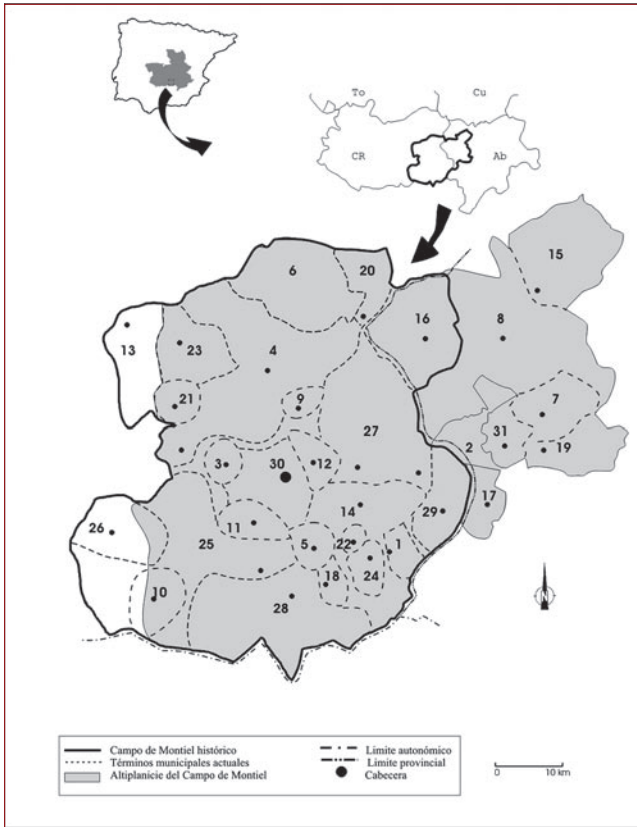 To
Cu
CR
Ab
15
6
20
16
8
13
23
4
21
9
7
27
31
2
19
3
30
12
17
14
29
26
11
25
5
22
1
24
10
18
28
Campo de Montiel histórico
Términos municipales actuales
Altiplanicie del Campo de Montiel
Límite autonómico
Límite provincial
Cabecera
0
10 km